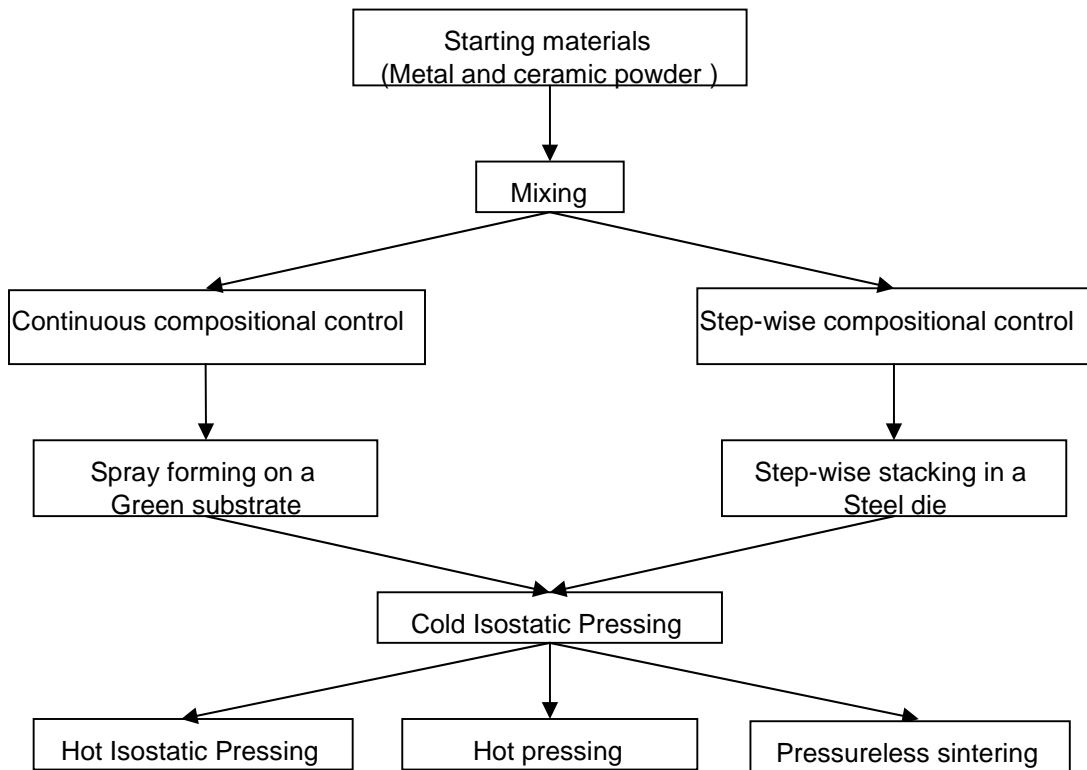 Starting materials
(Metal and ceramic powder )
Mixing
Continuous compositional control
Step-wise compositional control
Spray forming on a
Green substrate
Step-wise stacking in a
Steel die
Cold Isostatic Pressing
Hot Isostatic Pressing
Hot pressing
Pressureless sintering